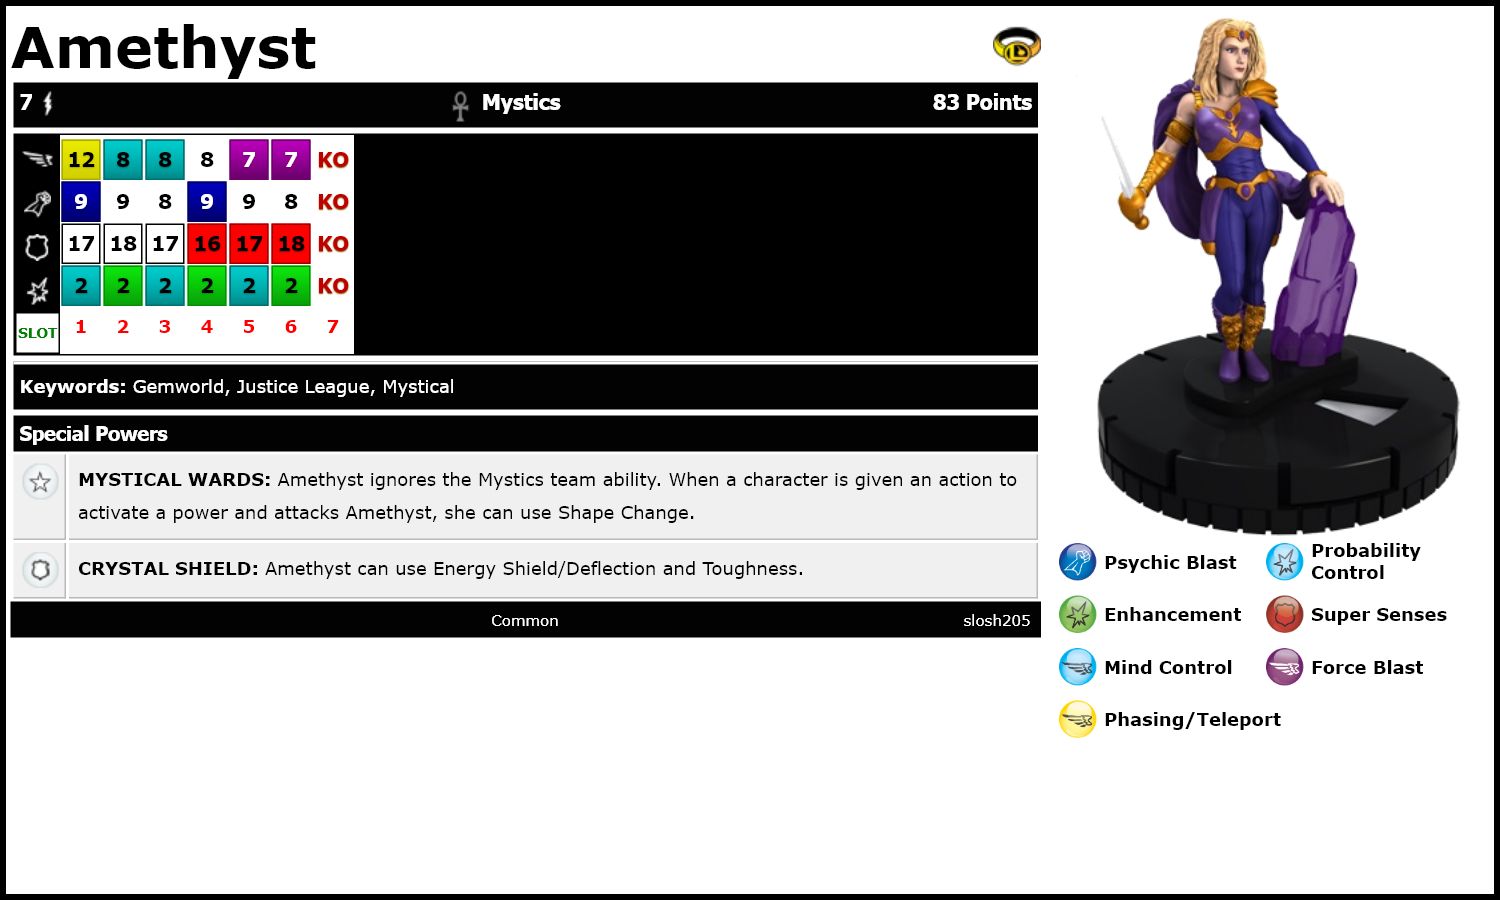 Amethyst
7 Mystics 83 Points
12 8 8 8 7 7 KO
9 9 8 9 9 8 KO
17 18 17 16 17 18 KO
2 2 2 2 2 2 KO
SLOT 1 2 3 4 5 6 7
Keywords: Gemworld, Justice League, Mystical
Special Powers
MYSTICAL WARDS: Amethyst ignores the Mystics team ability. When a character is given an action to
activate a power and attacks Amethyst, she can use Shape Change.
CRYSTAL SHIELD: Amethyst can use Energy Shield/Deflection and Toughness.
Common slosh205
Psychic Blast
Probability
Control
Enhancement
Super Senses
Mind Control
Force Blast
Phasing/Teleport